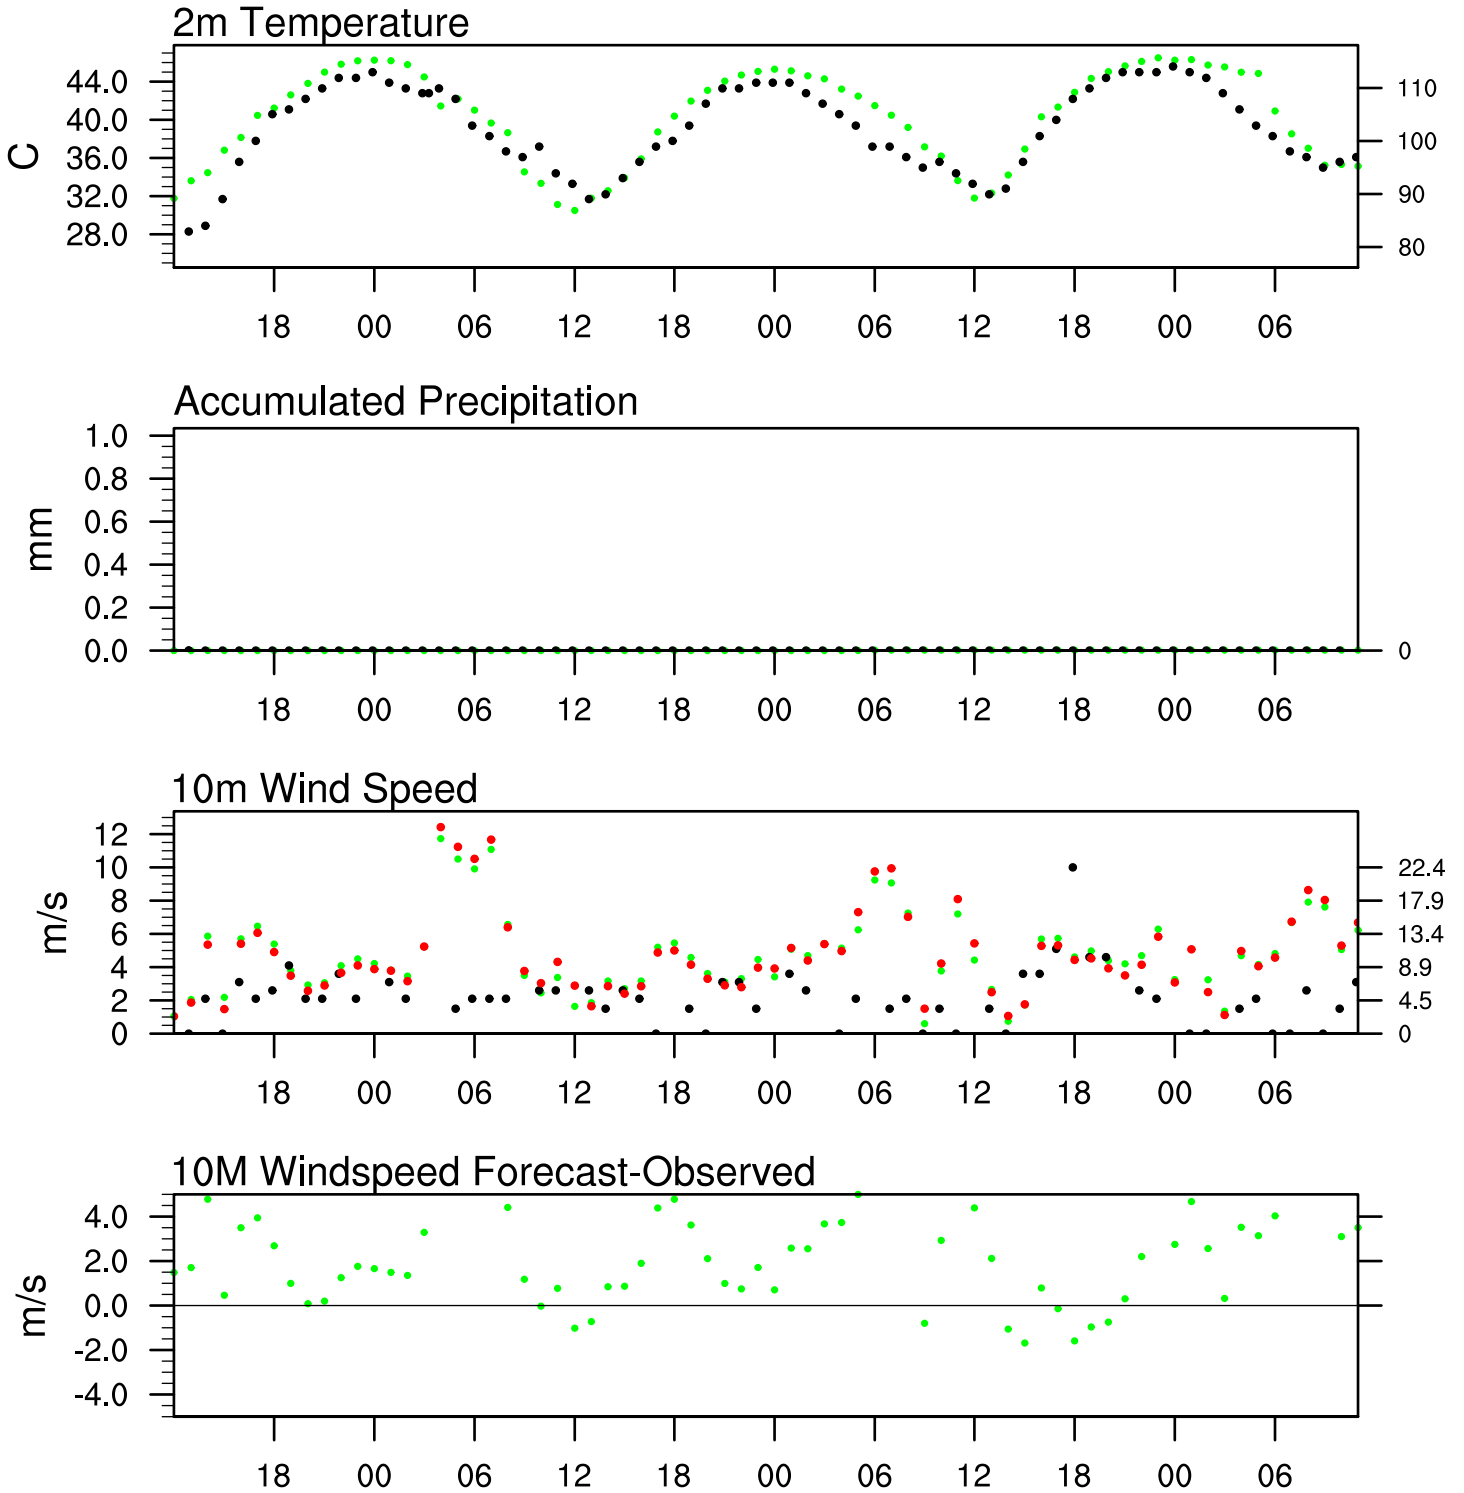 2m Temperature
44.0
40.0
36.0
32.0
28.0
C
110
100
90
80
18 00 06 12 18 00 06 12 18 00 06
Accumulated Precipitation
1.0
0.8
0.6
0.4
0.2
0.0
mm
0
18 00 06 12 18 00 06 12 18 00 06
10m Wind Speed
12
10
8
6
4
2
0
m/s
22.4
17.9
13.4
8.9
4.5
0
18 00 06 12 18 00 06 12 18 00 06
10M Windspeed Forecast-Observed
4.0
2.0
0.0
-2.0
-4.0
m/s
18 00 06 12 18 00 06 12 18 00 06